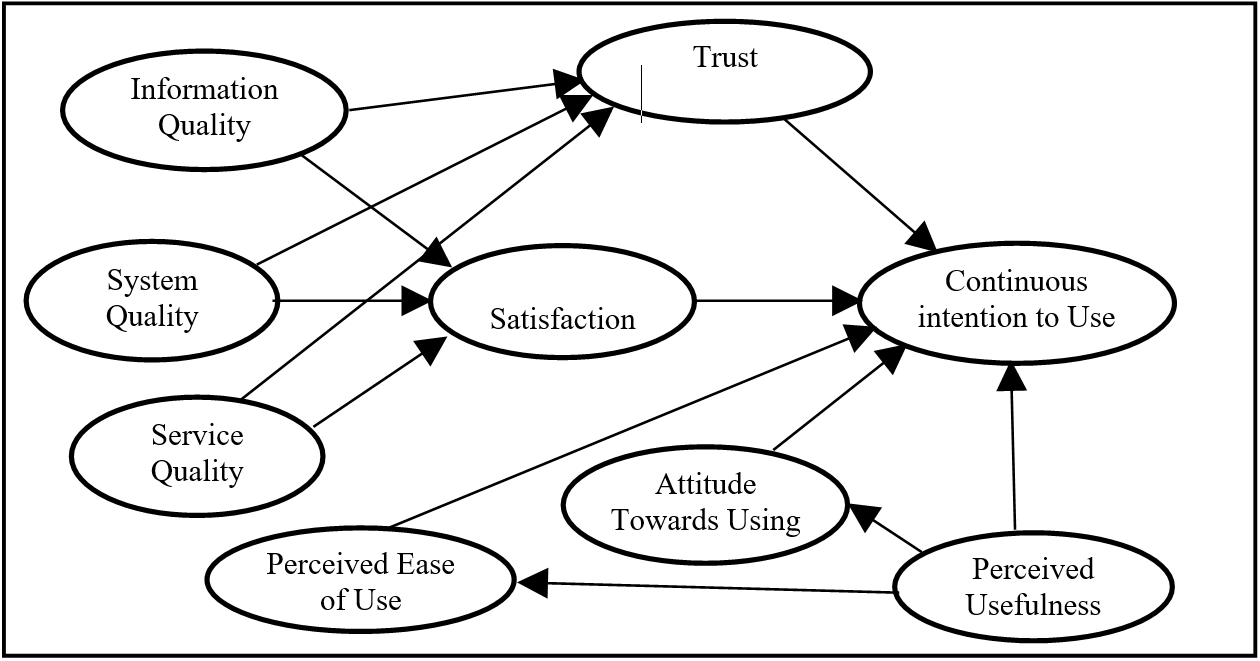 Information
Quality
Trust
System
Quality
Satisfaction
Continuous
intention to Use
Service
Quality
Attitude
Towards Using
Perceived Ease
of Use
Perceived
Usefulness